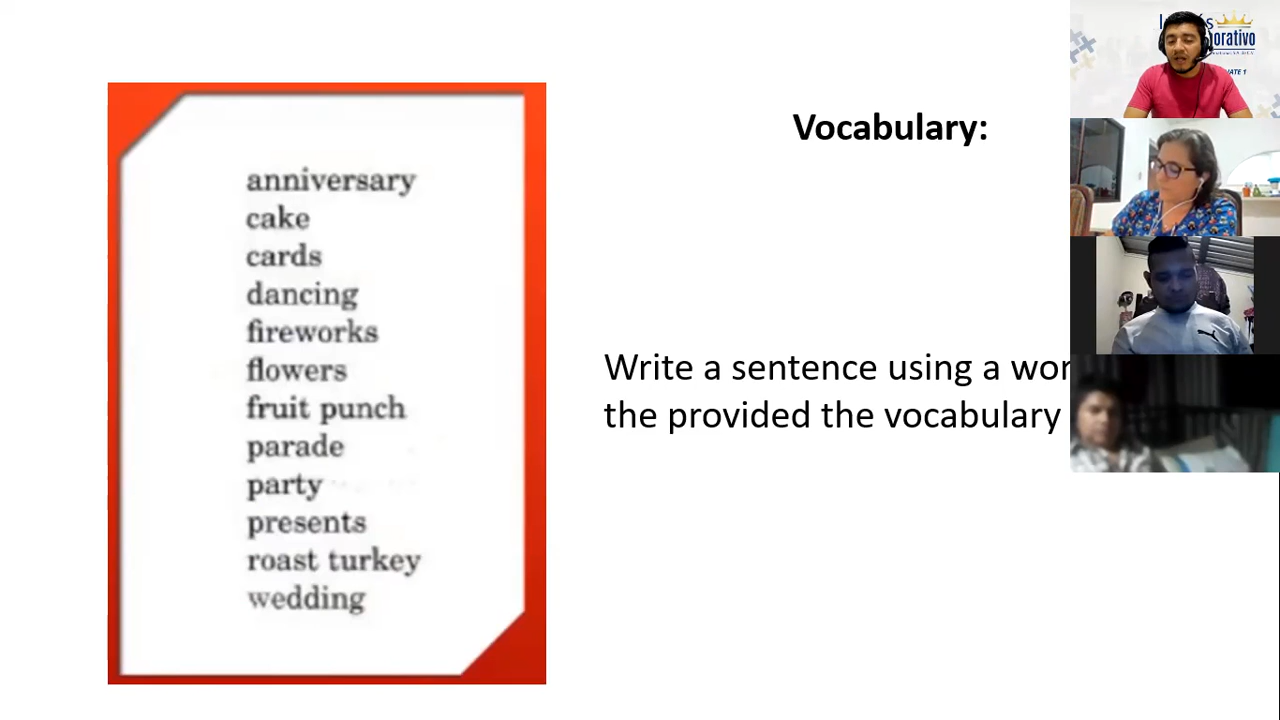 Vocabulary:
anniversary
cake
cards
dancing
fireworks
flowers
fruit punch
parade
party
presents
roast turkey
wedding
Write a sentence using a
the provided the vocabulary
orativo